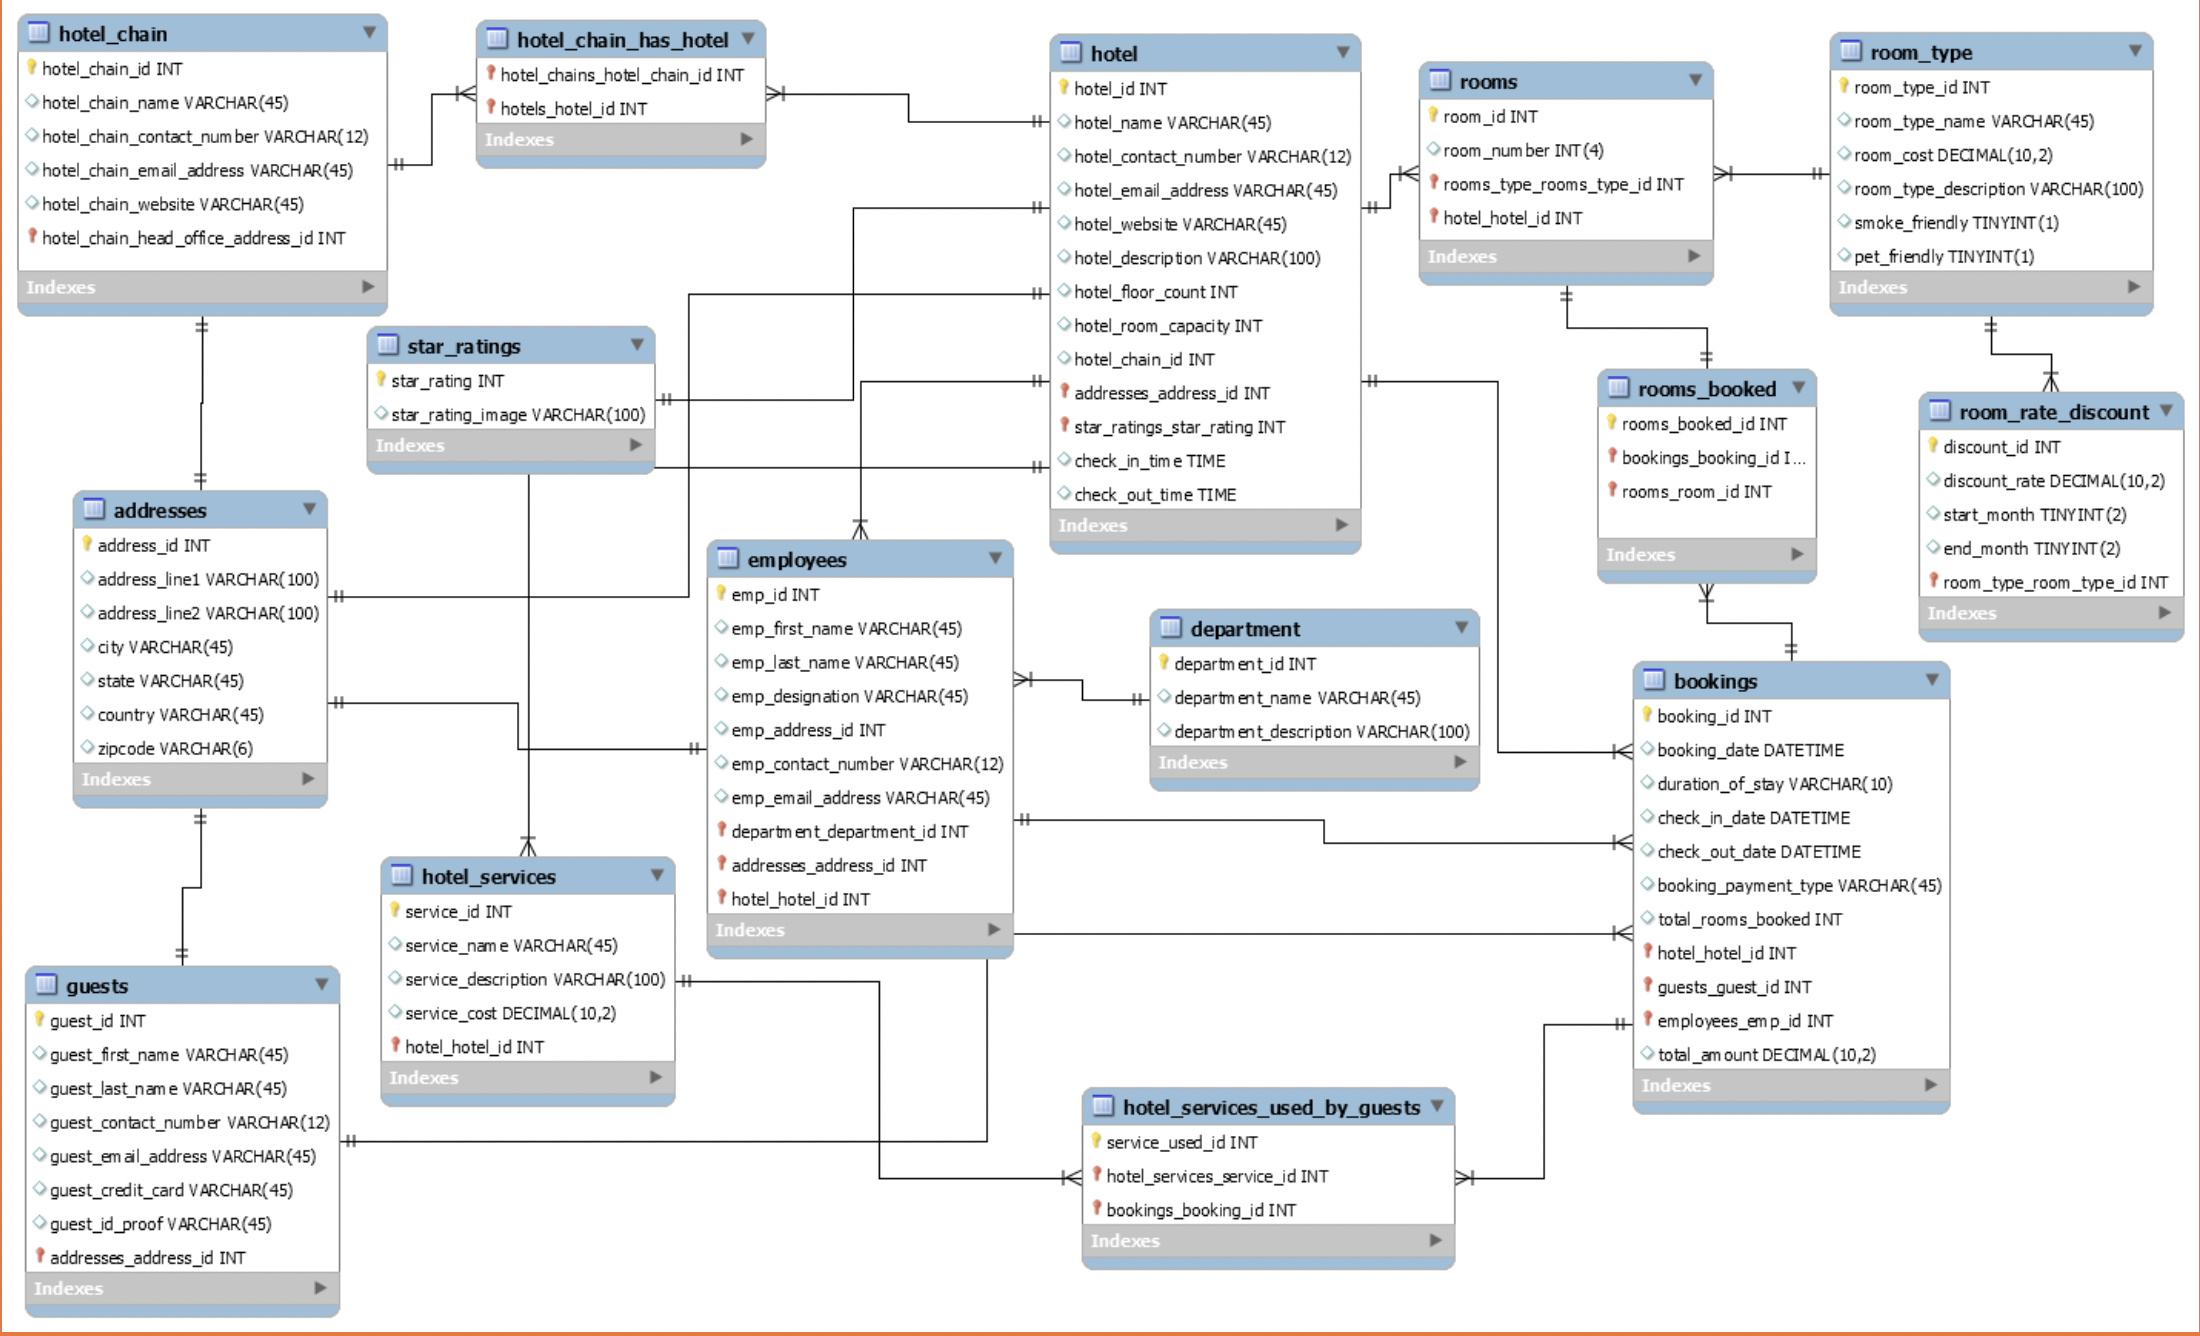 hotel_chain
hotel_chain_id INT
hotel_chain_name VARCHAR(45)
hotel_chain_contact_number VARCHAR(12)
hotel_chain_email_address VARCHAR(45)
hotel_chain_website VARCHAR(45)
hotel_chain_head_office_address_id INT
Indexes
hotel_chain_has_hotel
hotel_chains_hotel_chain_id INT
hotels_hotel_id INT
Indexes
hotel
hotel_id INT
hotel_name VARCHAR(45)
hotel_contact_number VARCHAR(12)
hotel_email_address VARCHAR(45)
hotel_website VARCHAR(45)
hotel_description VARCHAR(100)
hotel_floor_count INT
hotel_room_capacity INT
hotel_chain_id INT
addresses_address_id INT
star_ratings_star_rating INT
check_in_time TIME
check_out_time TIME
Indexes
rooms
room_id INT
room_number INT(4)
rooms_type_rooms_type_id INT
hotel_hotel_id INT
Indexes
room_type
room_type_id INT
room_type_name VARCHAR(45)
room_cost DECIMAL(10,2)
room_type_description VARCHAR(100)
smoke_friendly TINYINT(1)
pet_friendly TINYINT(1)
Indexes
star_ratings
star_rating INT
star_rating_image VARCHAR(100)
Indexes
rooms_booked
rooms_booked_id INT
bookings_booking_id I...
rooms_room_id INT
Indexes
room_rate_discount
discount_id INT
discount_rate DECIMAL(10,2)
start_month TINYINT(2)
end_month TINYINT(2)
room_type_room_type_id INT
Indexes
addresses
address_id INT
address_line1 VARCHAR(100)
address_line2 VARCHAR(100)
city VARCHAR(45)
state VARCHAR(45)
country VARCHAR(45)
zipcode VARCHAR(6)
Indexes
employees
emp_id INT
emp_first_name VARCHAR(45)
emp_last_name VARCHAR(45)
emp_designation VARCHAR(45)
emp_address_id INT
emp_contact_number VARCHAR(12)
emp_email_address VARCHAR(45)
department_department_id INT
addresses_address_id INT
hotel_hotel_id INT
Indexes
department
department_id INT
department_name VARCHAR(45)
department_description VARCHAR(100)
Indexes
bookings
booking_id INT
booking_date DATETIME
duration_of_stay VARCHAR(10)
check_in_date DATETIME
check_out_date DATETIME
booking_payment_type VARCHAR(45)
total_rooms_booked INT
hotel_hotel_id INT
guests_guest_id INT
employees_emp_id INT
total_amount DECIMAL(10,2)
Indexes
hotel_services
service_id INT
service_name VARCHAR(45)
service_description VARCHAR(100)
service_cost DECIMAL(10,2)
hotel_hotel_id INT
Indexes
guests
guest_id INT
guest_first_name VARCHAR(45)
guest_last_name VARCHAR(45)
guest_contact_number VARCHAR(12)
guest_email_address VARCHAR(45)
guest_credit_card VARCHAR(45)
guest_id_proof VARCHAR(45)
addresses_address_id INT
Indexes
hotel_services_used_by_guests
service_used_id INT
hotel_services_service_id INT
bookings_booking_id INT
Indexes